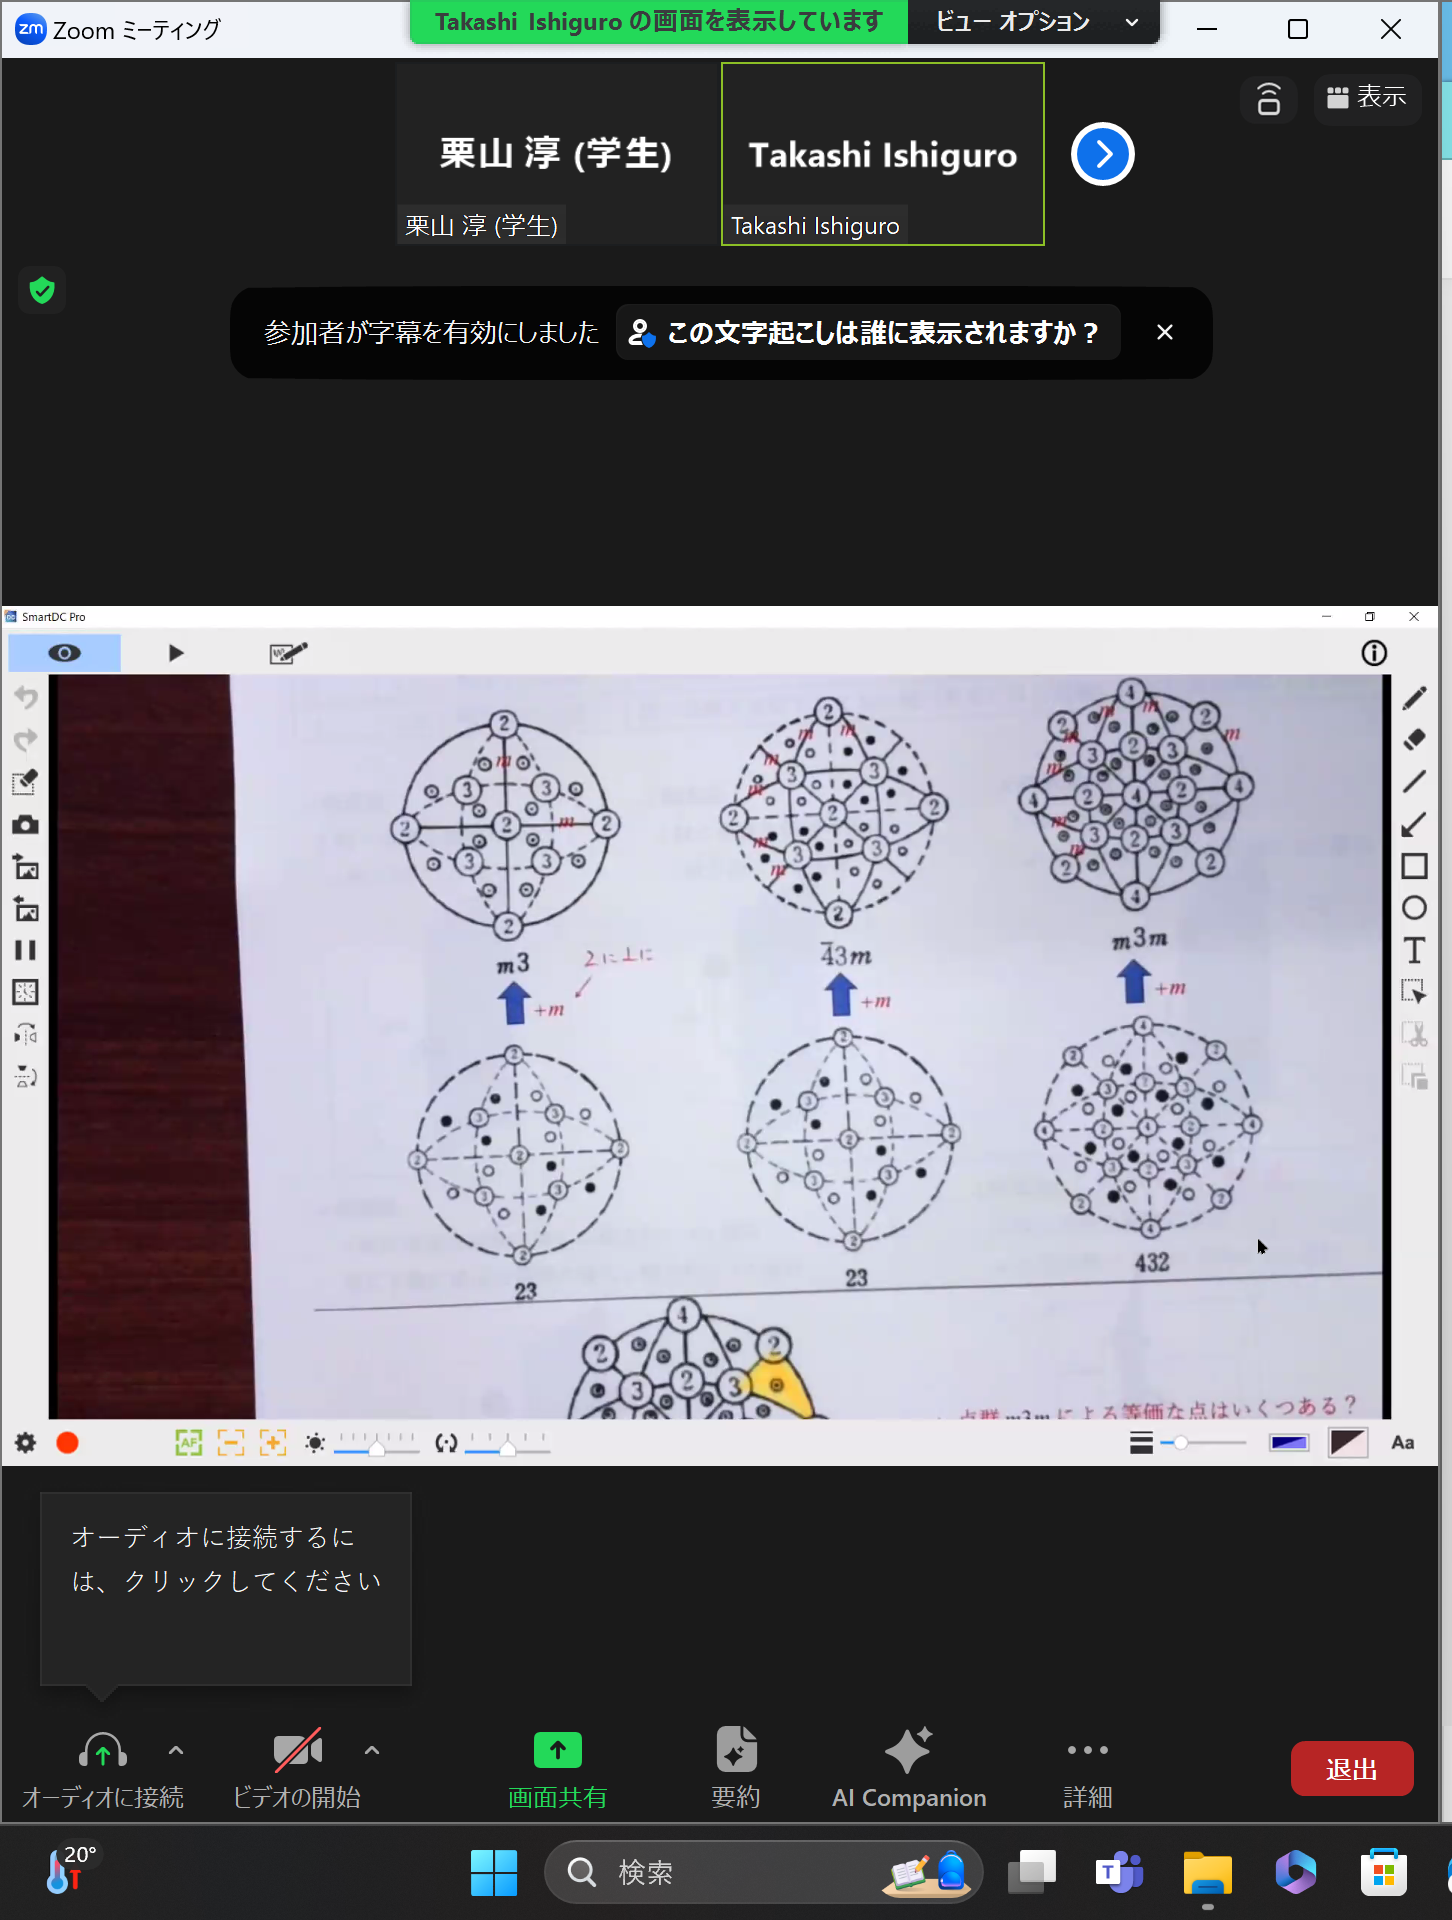 Zoom ミーティング
Takashi Ishiguro の画面を表示しています
ビュー オプション
表示
栗山 淳 (学生)
Takashi Ishiguro
栗山 淳 (学生)
Takashi Ishiguro
参加者が字幕を有効にしました
この文字起こしは誰に表示されますか？
SmartDC Pro
m3
2に⊥に
4̅3m
m3m
+m
+m
+m
23
23
432
点群 m3m による等価な点はいくつある？
AF
Aa
オーディオに接続するに
は、クリックしてください
オーディオに接続
ビデオの開始
画面共有
要約
AI Companion
詳細
退出
20°
検索